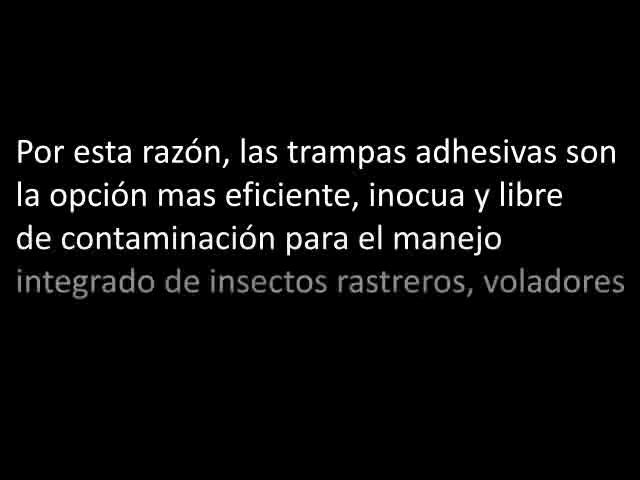 Por esta razón, las trampas adhesivas son
la opción mas eficiente, inocua y libre
de contaminación para el manejo
integrado de insectos rastreros, voladores